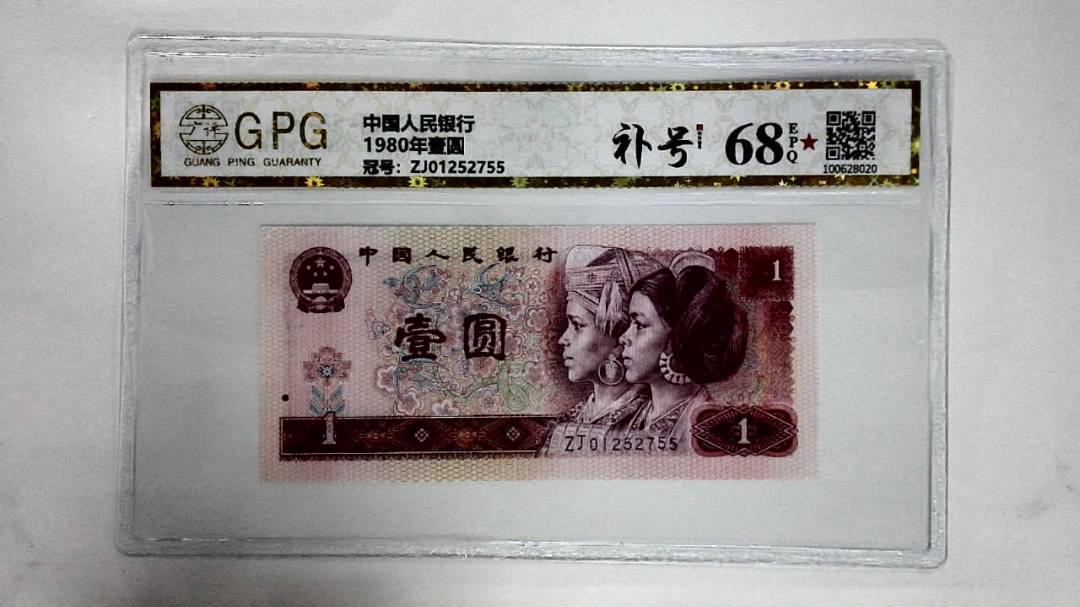 GPG
GUANG PING GUARANTY
中国人民银行
1980年壹圆
冠号: ZJ01252755
补号
68
EPQ
100628020
中国人民银行
1
壹圆
1
ZJ01252755
1